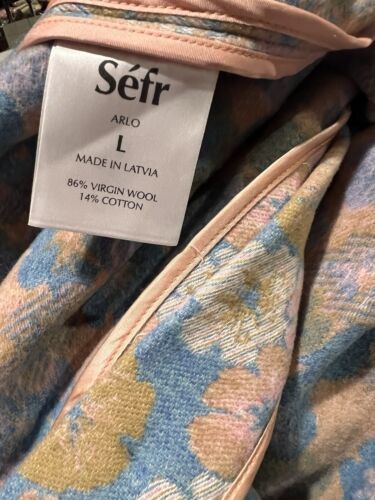 Séfr
ARLO
L
MADE IN LATVIA
86% VIRGIN WOOL
14% COTTON